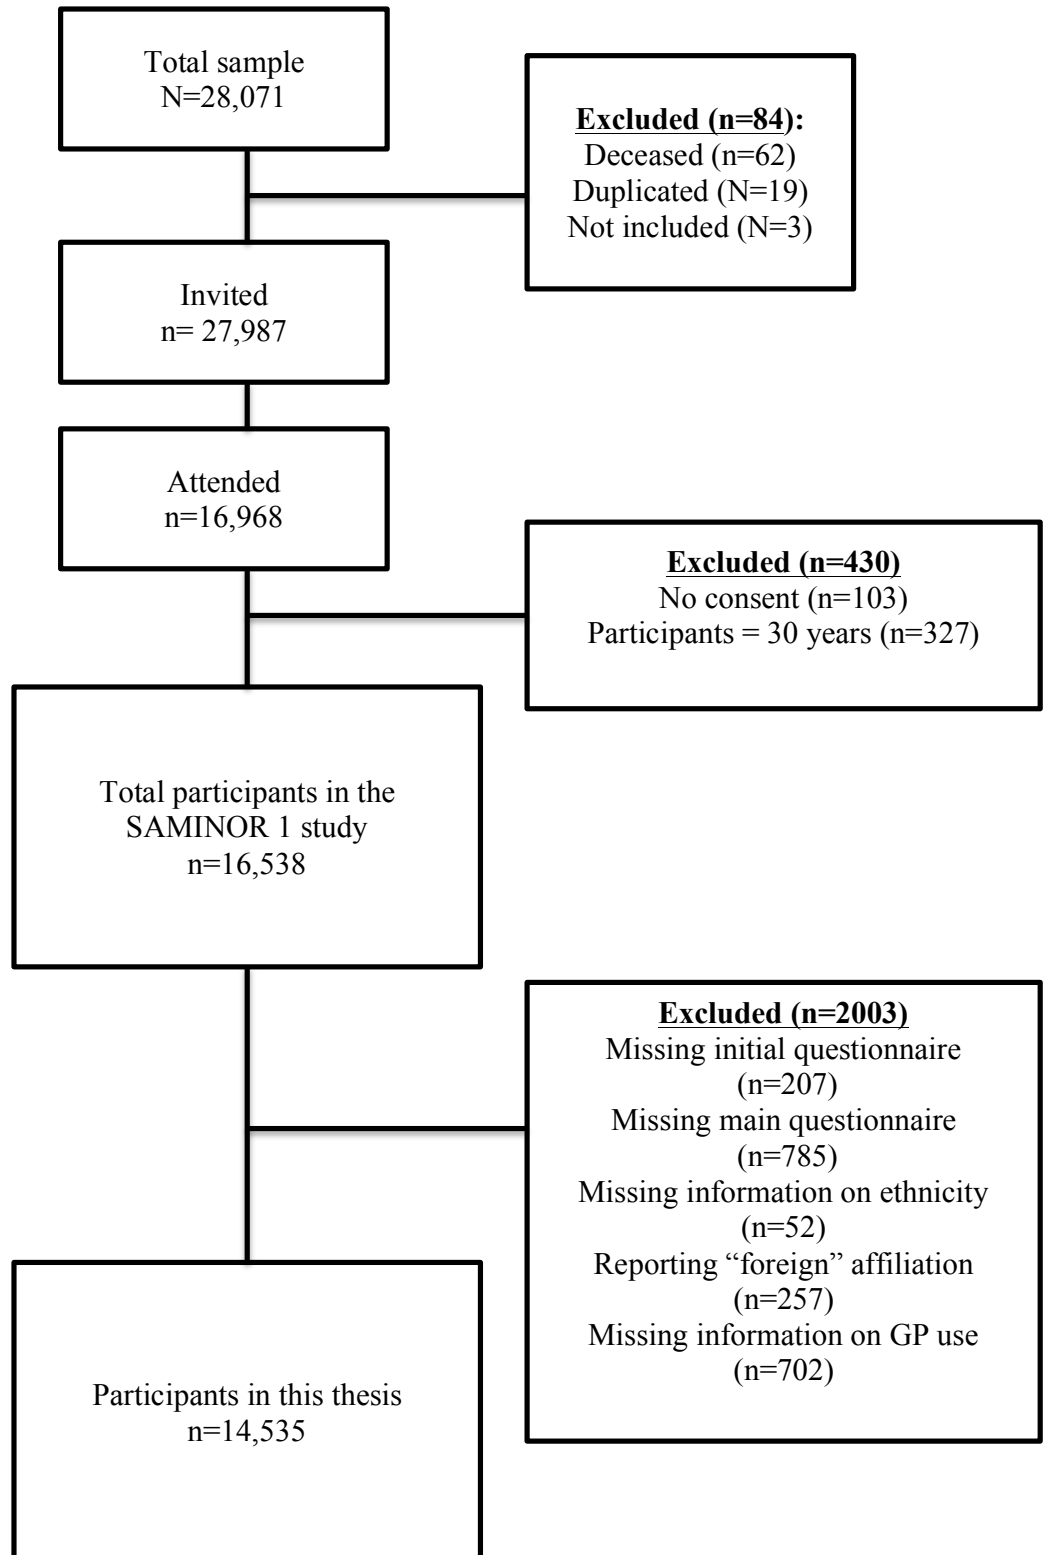 Total sample
N=28,071
Excluded (n=84):
Deceased (n=62)
Duplicated (N=19)
Not included (N=3)
Invited
n= 27,987
Attended
n=16,968
Excluded (n=430)
No consent (n=103)
Participants = 30 years (n=327)
Total participants in the
SAMINOR 1 study
n=16,538
Excluded (n=2003)
Missing initial questionnaire
(n=207)
Missing main questionnaire
(n=785)
Missing information on ethnicity
(n=52)
Reporting “foreign” affiliation
(n=257)
Missing information on GP use
(n=702)
Participants in this thesis
n=14,535